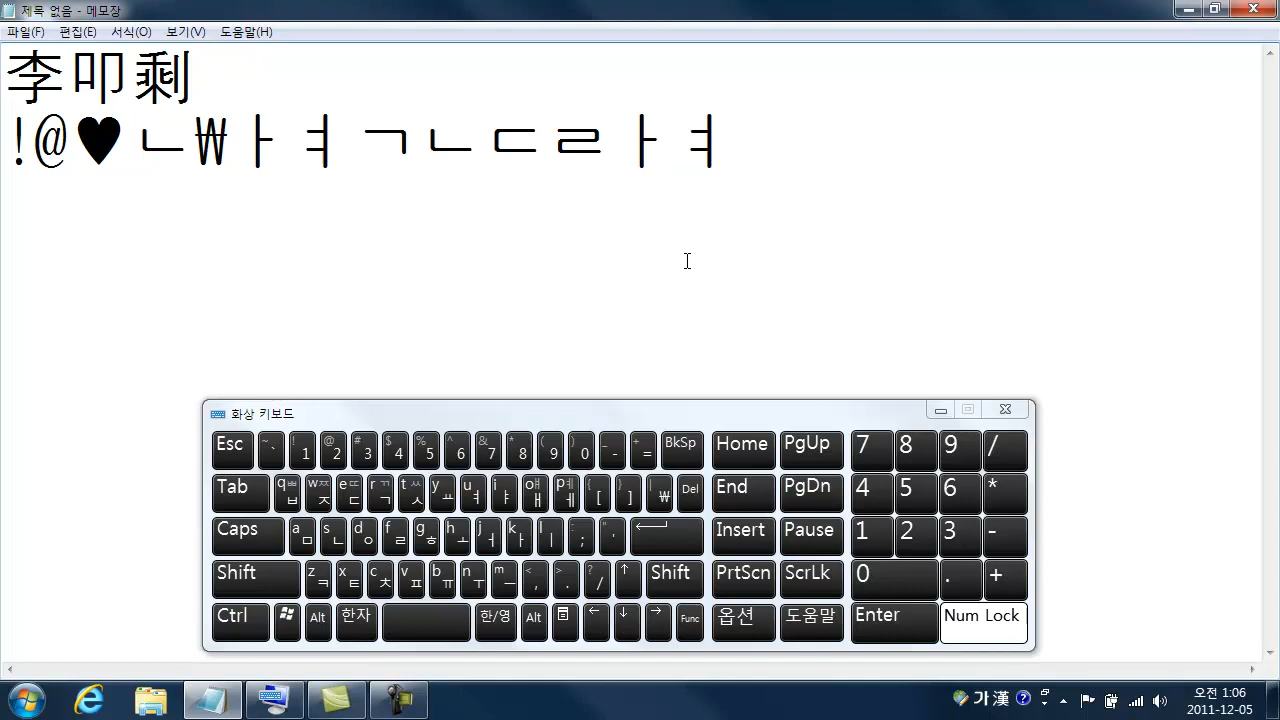 제목 없음 - 메모장
파일(F) 편집(E) 서식(O) 보기(V) 도움말(H)
李叩剩
!@♥ㄴ₩ㅏㅕㄱㄴㄷㄹㅏㅕ
화상 키보드
Esc ~ ` ! 1 @ 2 # 3 $ 4 % 5 ^ 6 & 7 * 8 ( 9 ) 0 _ - + = BkSp Home PgUp 7 8 9 /
Tab q ㅃ ㅂ w ㅉ ㅈ e ㄸ ㄷ r ㄲ ㄱ t ㅆ ㅅ y ㅛ u ㅕ i ㅑ o ㅒ ㅐ p ㅖ ㅔ { [ } ] | ₩ Del End PgDn 4 5 6 *
Caps a ㅁ s ㄴ d ㅇ f ㄹ g ㅎ h ㅗ j ㅓ k ㅏ l ㅣ : ; " ' Insert Pause 1 2 3 -
Shift z ㅋ x ㅌ c ㅊ v ㅍ b ㅠ n ㅜ m ㅡ < , > . ? / ↑ Shift PrtScn ScrLk 0 . +
Ctrl Alt 한자 한/영 Alt ← ↓ → Func 옵션 도움말 Enter Num Lock
가 漢 오전 1:06
2011-12-05